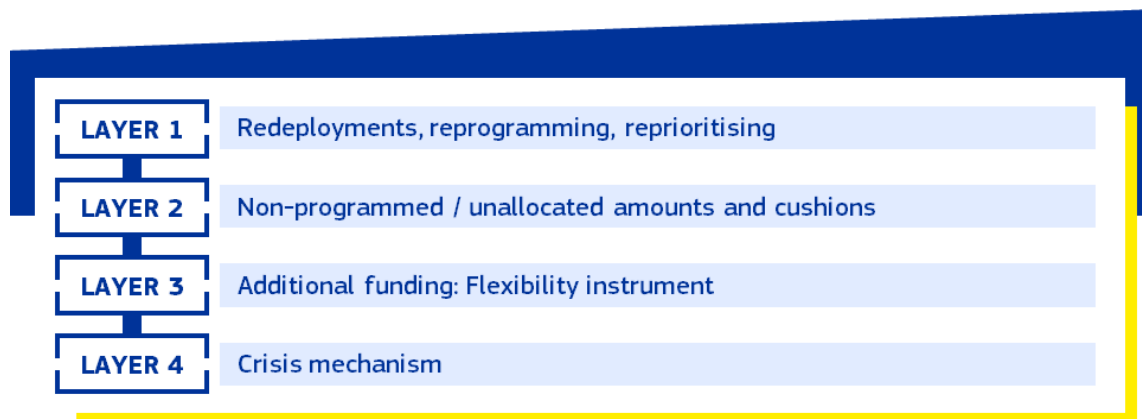 LAYER 1
Redeployments, reprogramming, reprioritising
LAYER 2
Non-programmed / unallocated amounts and cushions
LAYER 3
Additional funding: Flexibility instrument
LAYER 4
Crisis mechanism